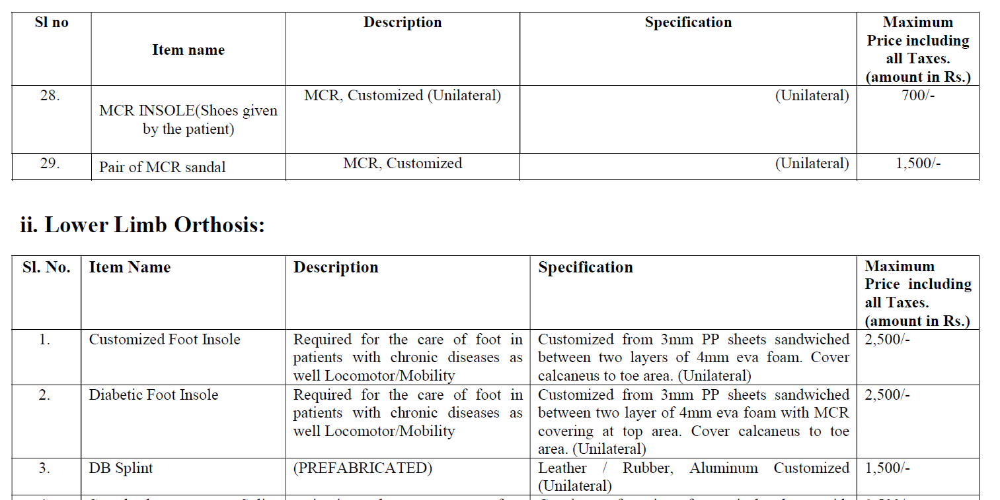 Sl no
Item name
Description
Specification
Maximum
Price including
all Taxes.
(amount in Rs.)
28.
MCR INSOLE(Shoes given
by the patient)
MCR, Customized (Unilateral)
(Unilateral)
700/-
29.
Pair of MCR sandal
MCR, Customized
(Unilateral)
1,500/-
ii. Lower Limb Orthosis:
Sl. No.
Item Name
Description
Specification
Maximum
Price including
all Taxes.
(amount in Rs.)
1.
Customized Foot Insole
Required for the care of foot in
patients with chronic diseases as
well Locomotor/Mobility
Customized from 3mm PP sheets sandwiched
between two layers of 4mm eva foam. Cover
calcaneus to toe area. (Unilateral)
2,500/-
2.
Diabetic Foot Insole
Required for the care of foot in
patients with chronic diseases as
well Locomotor/Mobility
Customized from 3mm PP sheets sandwiched
between two layer of 4mm eva foam with MCR
covering at top area. Cover calcaneus to toe
area. (Unilateral)
2,500/-
3.
DB Splint
(PREFABRICATED)
Leather / Rubber, Aluminum Customized
(Unilateral)
1,500/-